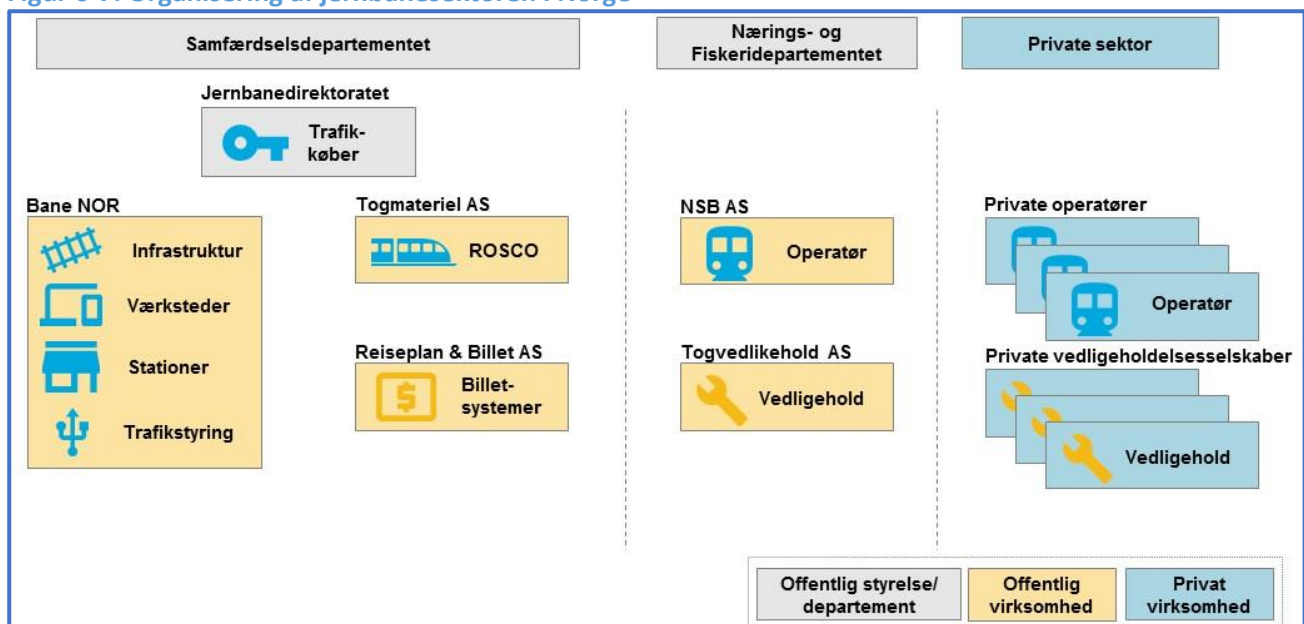 Samfærdselsdepartementet
Nærings- og
Fiskeridepartementet
Private sektor
Jernbanedirektoratet
Trafik-
køber
Bane NOR
Infrastruktur
Værksteder
Stationer
Trafikstyring
Togmateriel AS
ROSCO
Reiseplan & Billet AS
Billet-
systemer
NSB AS
Operatør
Togvedlikehold AS
Vedligehold
Private operatører
Operatør
Private vedligeholdelsesselskaber
Vedligehold
Offentlig styrelse/
departement
Offentlig
virksomhed
Privat
virksomhed